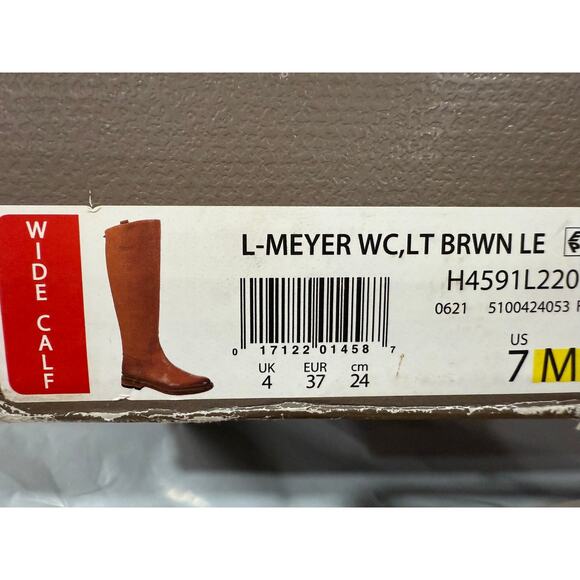 WIDE CALF
L-MEYER WC,LT BRWN LE
H4591L220
0621 5100424053
0 17122 01458 7
UK EUR cm
4 37 24
US
7 M